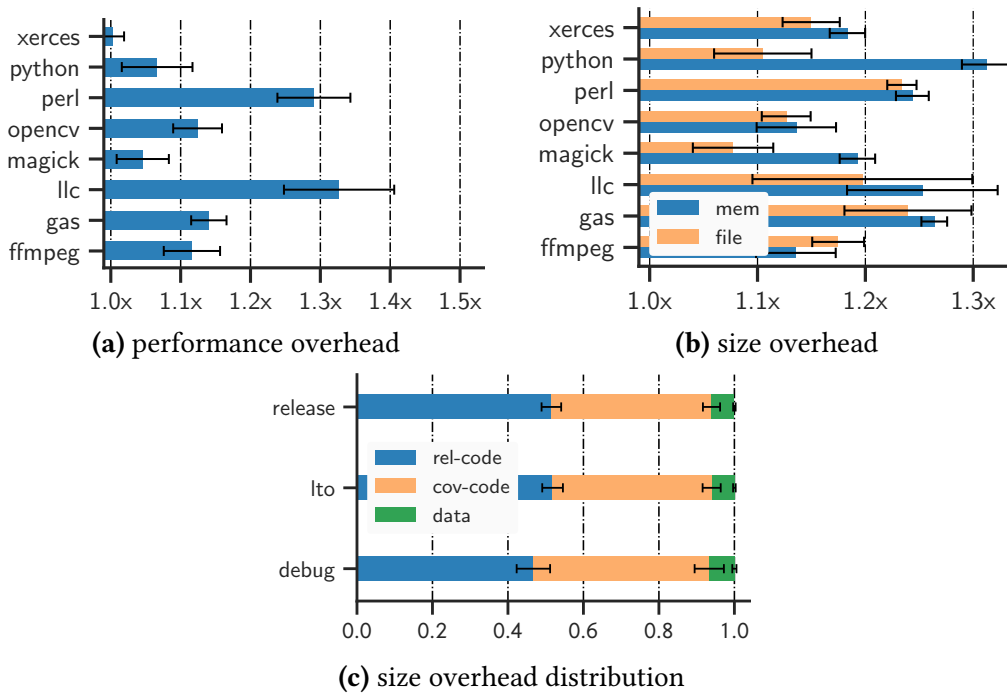 xerces
python
perl
opencv
magick
llc
gas
ffmpeg
1.0x 1.1x 1.2x 1.3x 1.4x 1.5x
(a) performance overhead
xerces
python
perl
opencv
magick
llc
gas
ffmpeg
mem
file
1.0x 1.1x 1.2x 1.3x
(b) size overhead
release
lto
debug
rel-code
cov-code
data
0.0 0.2 0.4 0.6 0.8 1.0
(c) size overhead distribution